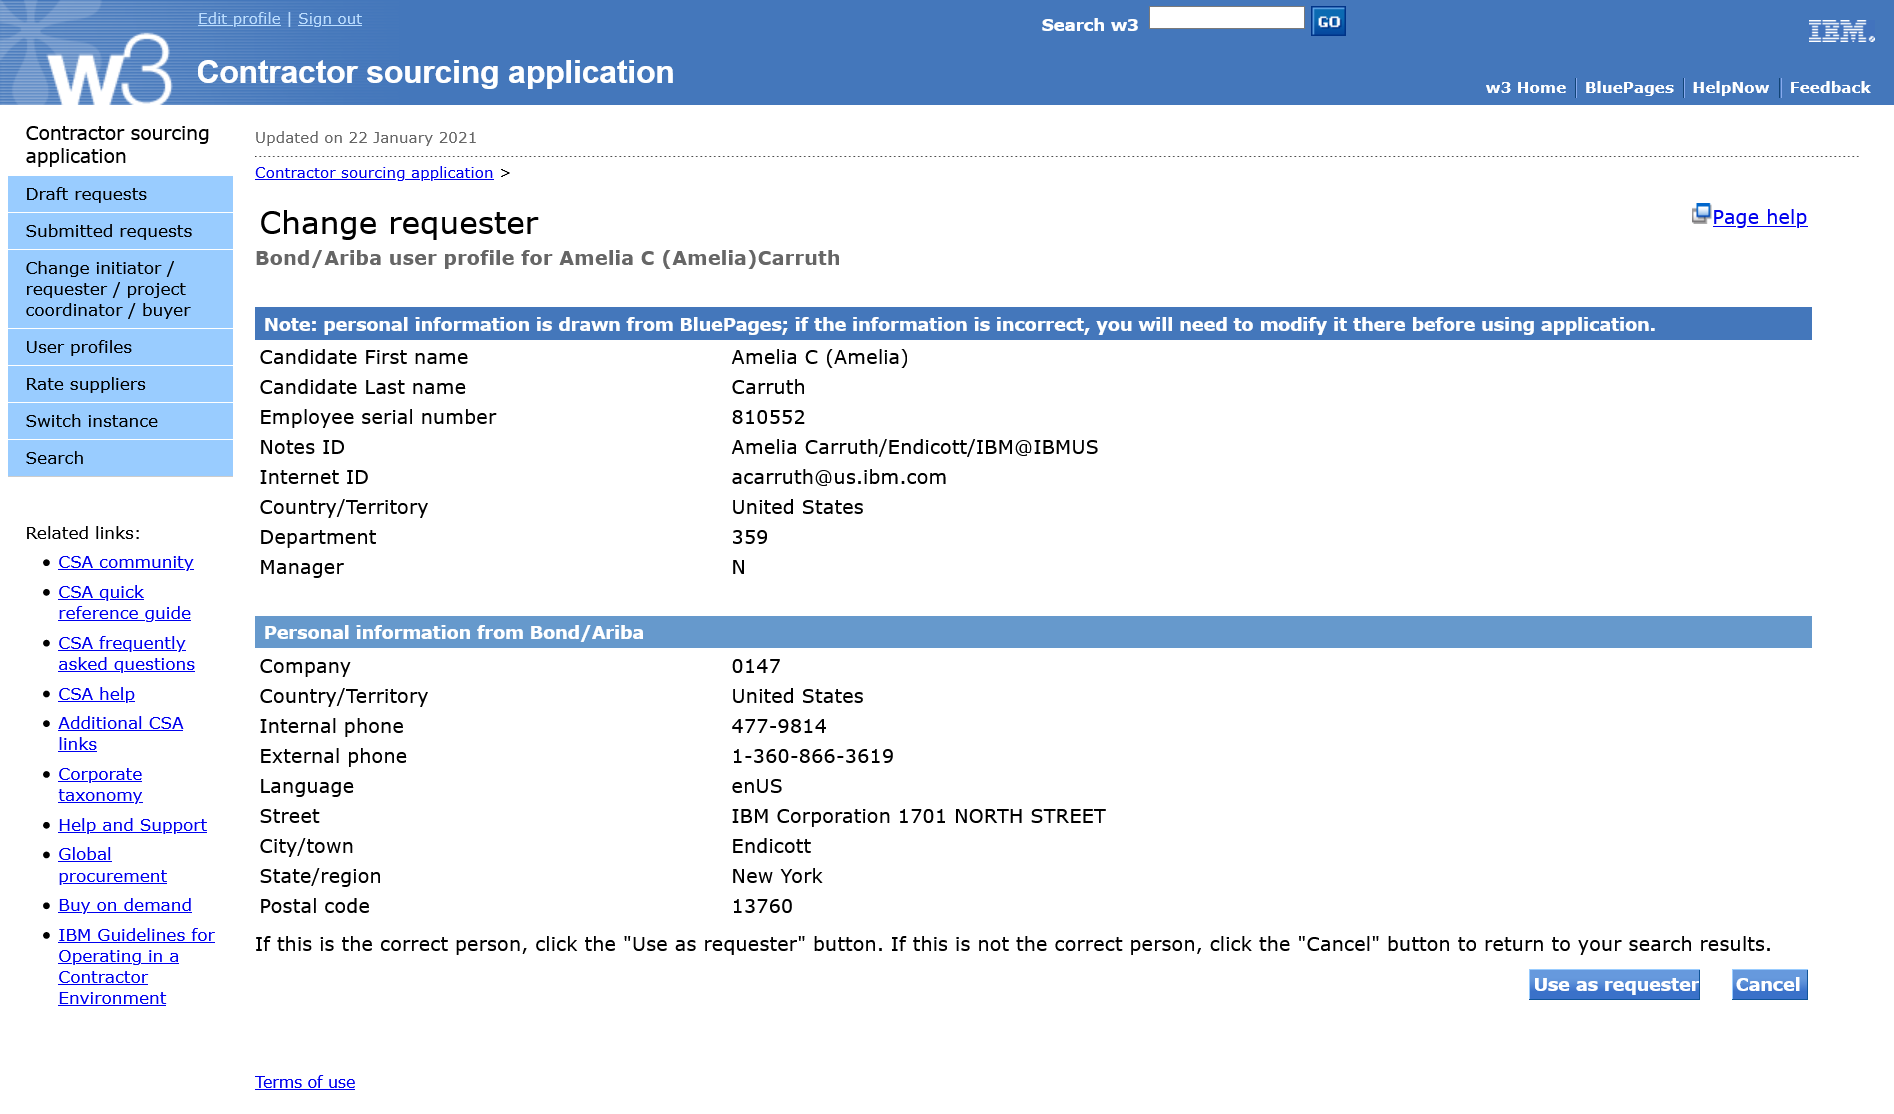 Edit profile | Sign out
Search w3 GO
IBM.
w3 Contractor sourcing application
w3 Home BluePages HelpNow Feedback
Contractor sourcing
application
Draft requests
Submitted requests
Change initiator /
requester / project
coordinator / buyer
User profiles
Rate suppliers
Switch instance
Search
Related links:
• CSA community
• CSA quick
reference guide
• CSA frequently
asked questions
• CSA help
• Additional CSA
links
• Corporate
taxonomy
• Help and Support
• Global
procurement
• Buy on demand
• IBM Guidelines for
Operating in a
Contractor
Environment
Updated on 22 January 2021
Contractor sourcing application >
Change requester
Page help
Bond/Ariba user profile for Amelia C (Amelia)Carruth
Note: personal information is drawn from BluePages; if the information is incorrect, you will need to modify it there before using application.
Candidate First name Amelia C (Amelia)
Candidate Last name Carruth
Employee serial number 810552
Notes ID Amelia Carruth/Endicott/IBM@IBMUS
Internet ID acarruth@us.ibm.com
Country/Territory United States
Department 359
Manager N
Personal information from Bond/Ariba
Company 0147
Country/Territory United States
Internal phone 477-9814
External phone 1-360-866-3619
Language enUS
Street IBM Corporation 1701 NORTH STREET
City/town Endicott
State/region New York
Postal code 13760
If this is the correct person, click the "Use as requester" button. If this is not the correct person, click the "Cancel" button to return to your search results.
Use as requester Cancel
Terms of use